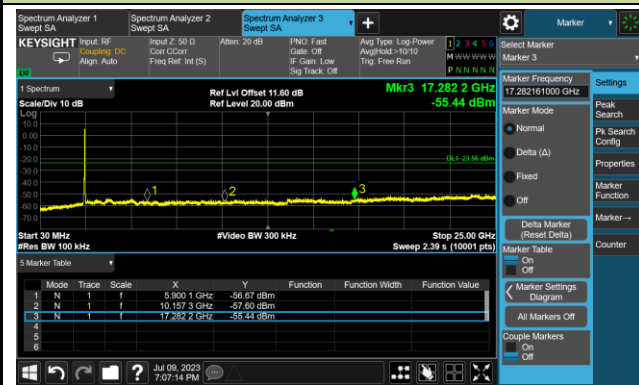 Spectrum Analyzer 1 Swept SA
Spectrum Analyzer 2 Swept SA
Spectrum Analyzer 3 Swept SA
+
Marker
KEYSIGHT
Input: RF
Coupling: DC
Align: Auto
Input Z: 50 Ω
Corr CCorr
Freq Ref: Int (S)
Atten: 20 dB
PNO: Fast
Gate: Off
IF Gain: Low
Sig Track: Off
Avg Type: Log-Power
Avg|Hold:>10/10
Trig: Free Run
1 2 3 4 5 6
M W W W W W
P N N N N N
Select Marker
Marker 3
1 Spectrum
Scale/Div 10 dB
Ref Lvl Offset 11.60 dB
Ref Level 20.00 dBm
Mkr3 17.282 2 GHz
-55.44 dBm
Log
10.0
0.00
-10.0
-20.0
-30.0
-40.0
-50.0
-60.0
-70.0
DL1 -23.58 dBm
1
2
3
Start 30 MHz
#Video BW 300 kHz
Stop 25.00 GHz
#Res BW 100 kHz
Sweep 2.39 s (10001 pts)
5 Marker Table
Mode Trace Scale X Y Function Function Width Function Value
1 N 1 f 5.900 1 GHz -56.67 dBm
2 N 1 f 10.157 3 GHz -57.60 dBm
3 N 1 f 17.282 2 GHz -55.44 dBm
4
5
6
Marker Frequency
17.282161000 GHz
Marker Mode
Normal
Delta (Δ)
Fixed
Off
Delta Marker
(Reset Delta)
Marker Table
On
Off
Marker Settings
Diagram
All Markers Off
Couple Markers
On
Off
Settings
Peak
Search
Pk Search
Config
Properties
Marker
Function
Marker→
Counter
?
Jul 09, 2023
7:07:14 PM